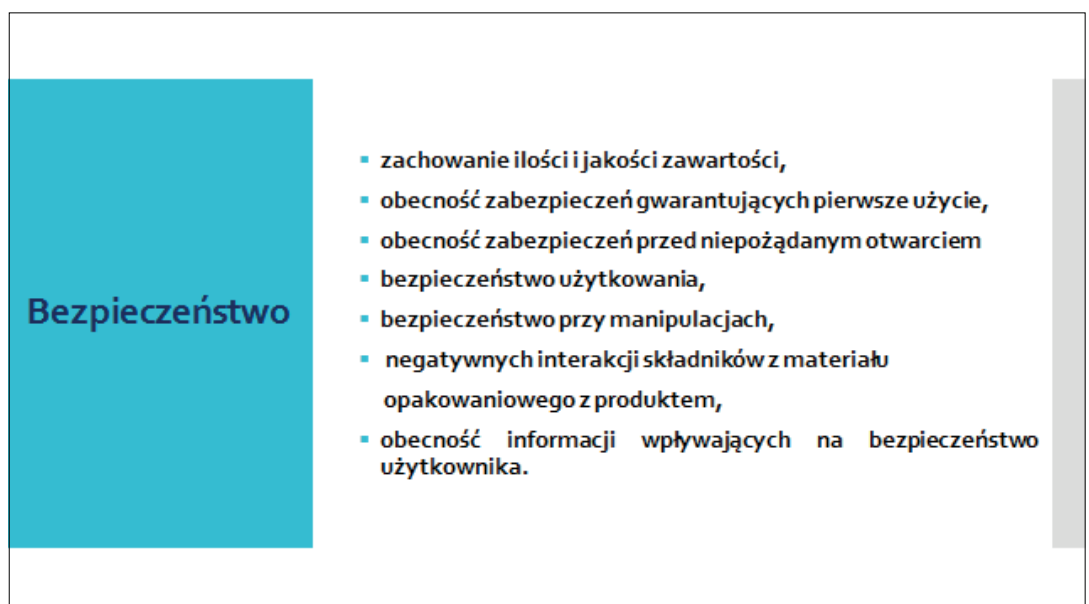 Bezpieczeństwo
▪ zachowanie ilości i jakości zawartości,
▪ obecność zabezpieczeń gwarantujących pierwsze użycie,
▪ obecność zabezpieczeń przed niepożądanym otwarciem
▪ bezpieczeństwo użytkowania,
▪ bezpieczeństwo przy manipulacjach,
▪ negatywnych interakcji składników z materiału
opakowaniowego z produktem,
▪ obecność informacji wpływających na bezpieczeństwo
użytkownika.